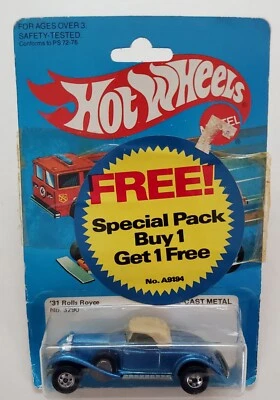 FOR AGES OVER 3.
SAFETY-TESTED.
Conforms to PS 72-76
HOT WHEELS
FREE!
Special Pack
Buy 1
Get 1 Free
No. A9194
'31 Rolls Royce
No. 3290
CAST METAL